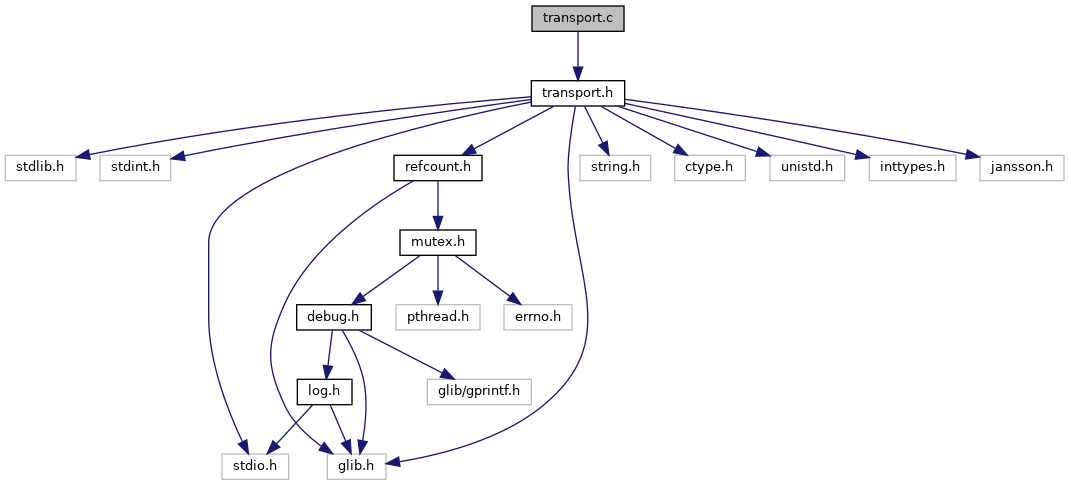 transport.c
transport.h
stdlib.h
stdint.h
refcount.h
string.h
ctype.h
unistd.h
inttypes.h
jansson.h
mutex.h
debug.h
pthread.h
errno.h
log.h
glib/gprintf.h
stdio.h
glib.h